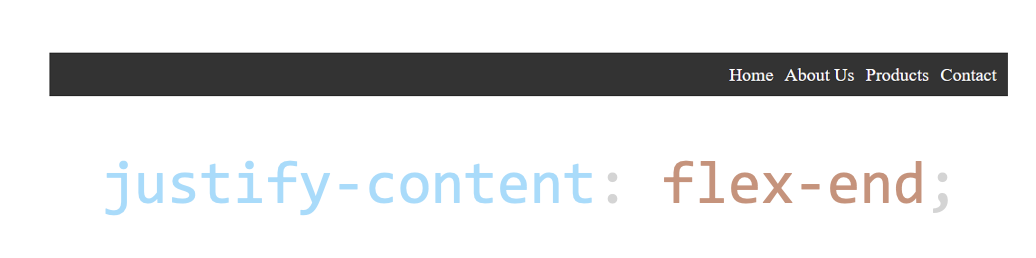 Home About Us Products Contact
justify-content: flex-end;